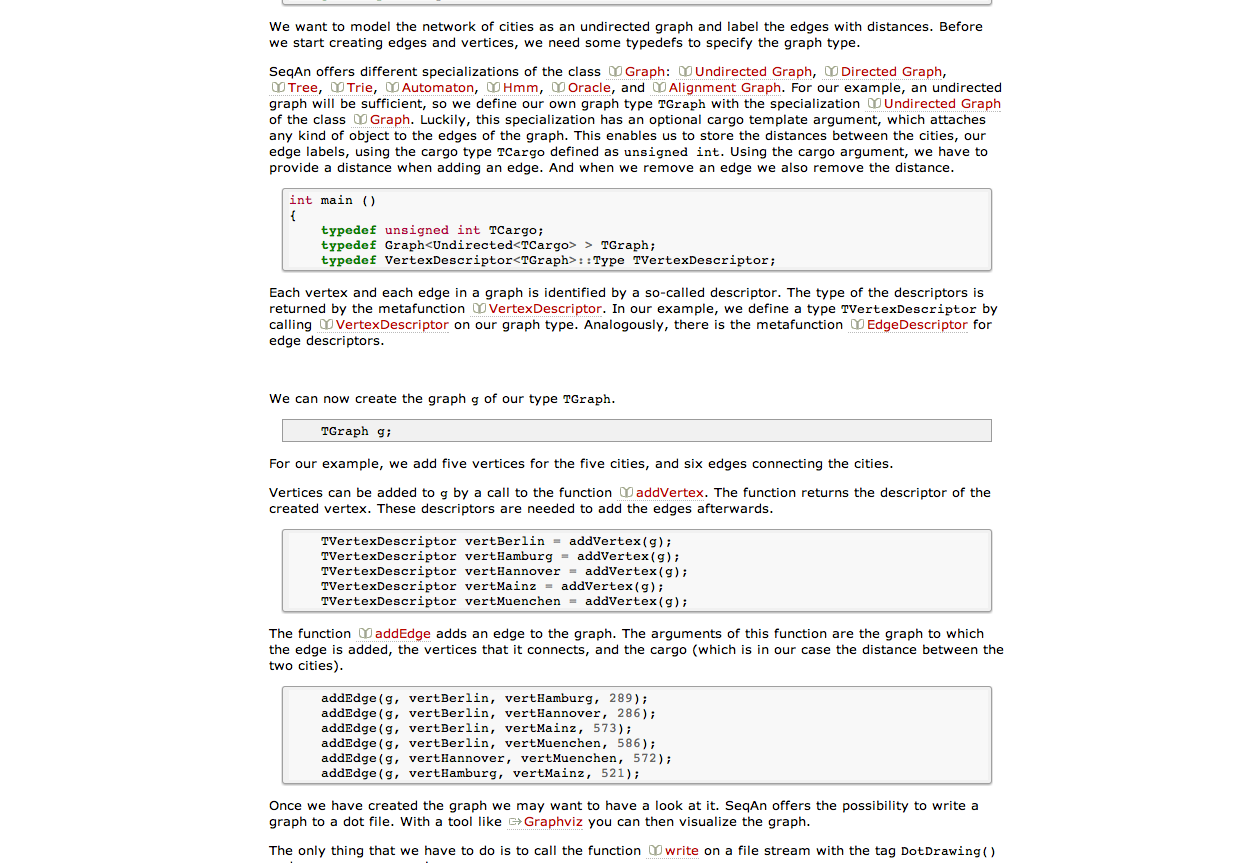 We want to model the network of cities as an undirected graph and label the edges with distances. Before
we start creating edges and vertices, we need some typedefs to specify the graph type.
SeqAn offers different specializations of the class Graph: Undirected Graph, Directed Graph,
Tree, Trie, Automaton, Hmm, Oracle, and Alignment Graph. For our example, an undirected
graph will be sufficient, so we define our own graph type TGraph with the specialization Undirected Graph
of the class Graph. Luckily, this specialization has an optional cargo template argument, which attaches
any kind of object to the edges of the graph. This enables us to store the distances between the cities, our
edge labels, using the cargo type TCargo defined as unsigned int. Using the cargo argument, we have to
provide a distance when adding an edge. And when we remove an edge we also remove the distance.
int main ()
{
    typedef unsigned int TCargo;
    typedef Graph<Undirected<TCargo> > TGraph;
    typedef VertexDescriptor<TGraph>::Type TVertexDescriptor;
Each vertex and each edge in a graph is identified by a so-called descriptor. The type of the descriptors is
returned by the metafunction VertexDescriptor. In our example, we define a type TVertexDescriptor by
calling VertexDescriptor on our graph type. Analogously, there is the metafunction EdgeDescriptor for
edge descriptors.
We can now create the graph g of our type TGraph.
    TGraph g;
For our example, we add five vertices for the five cities, and six edges connecting the cities.
Vertices can be added to g by a call to the function addVertex. The function returns the descriptor of the
created vertex. These descriptors are needed to add the edges afterwards.
    TVertexDescriptor vertBerlin = addVertex(g);
    TVertexDescriptor vertHamburg = addVertex(g);
    TVertexDescriptor vertHannover = addVertex(g);
    TVertexDescriptor vertMainz = addVertex(g);
    TVertexDescriptor vertMuenchen = addVertex(g);
The function addEdge adds an edge to the graph. The arguments of this function are the graph to which
the edge is added, the vertices that it connects, and the cargo (which is in our case the distance between the
two cities).
    addEdge(g, vertBerlin, vertHamburg, 289);
    addEdge(g, vertBerlin, vertHannover, 286);
    addEdge(g, vertBerlin, vertMainz, 573);
    addEdge(g, vertBerlin, vertMuenchen, 586);
    addEdge(g, vertHannover, vertMuenchen, 572);
    addEdge(g, vertHamburg, vertMainz, 521);
Once we have created the graph we may want to have a look at it. SeqAn offers the possibility to write a
graph to a dot file. With a tool like Graphviz you can then visualize the graph.
The only thing that we have to do is to call the function write on a file stream with the tag DotDrawing()